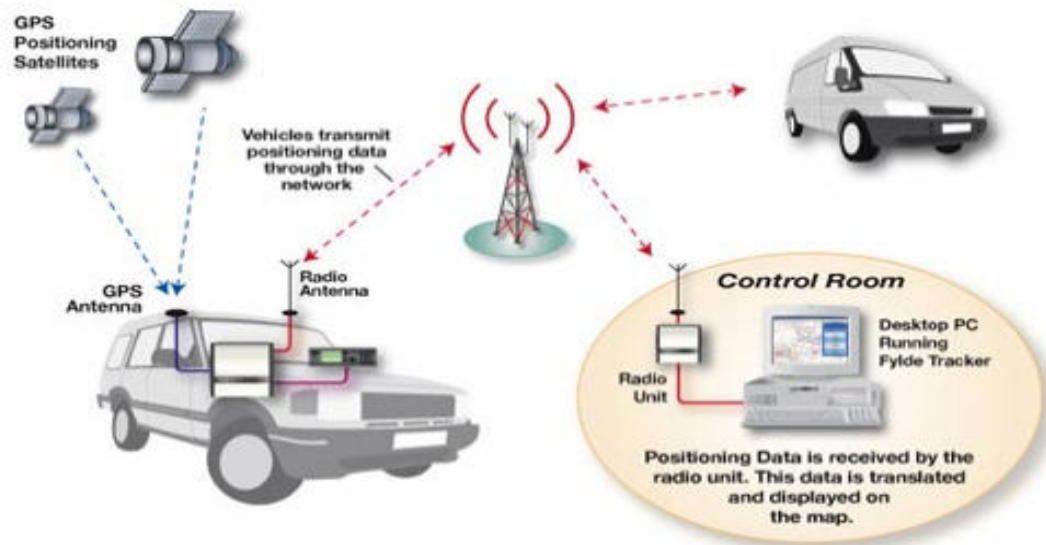 GPS
Positioning
Satellites
Vehicles transmit
positioning data
through the
network
GPS
Antenna
Radio
Antenna
Control Room
Desktop PC
Running
Fylde Tracker
Radio
Unit
Positioning Data is received by the
radio unit. This data is translated
and displayed on
the map.